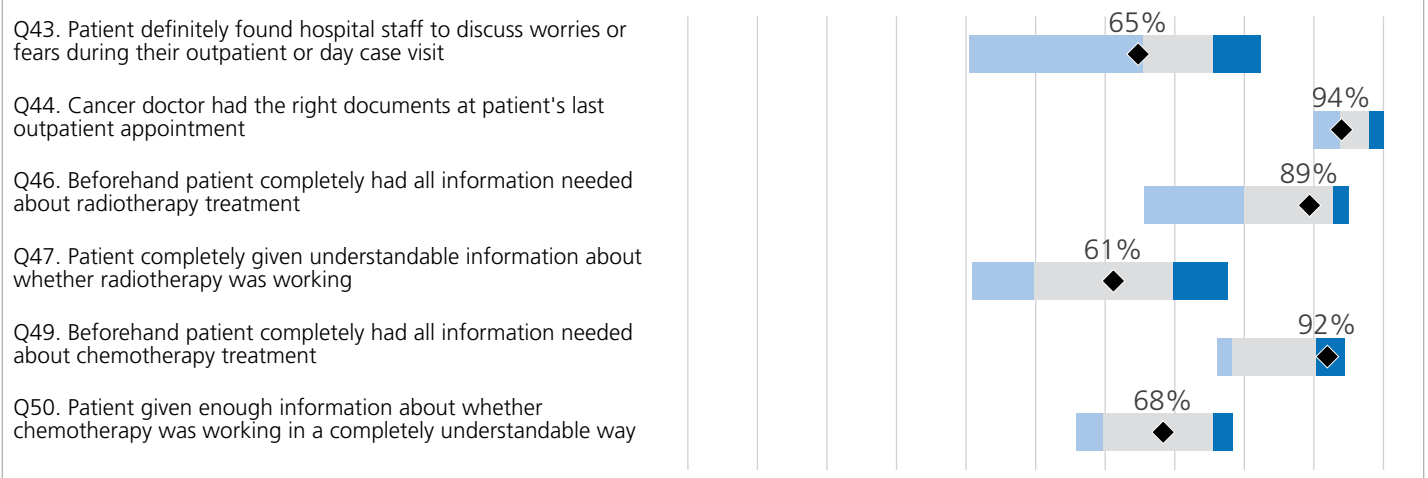 Q43. Patient definitely found hospital staff to discuss worries or
fears during their outpatient or day case visit
65%
Q44. Cancer doctor had the right documents at patient's last
outpatient appointment
94%
Q46. Beforehand patient completely had all information needed
about radiotherapy treatment
89%
Q47. Patient completely given understandable information about
whether radiotherapy was working
61%
Q49. Beforehand patient completely had all information needed
about chemotherapy treatment
92%
Q50. Patient given enough information about whether
chemotherapy was working in a completely understandable way
68%